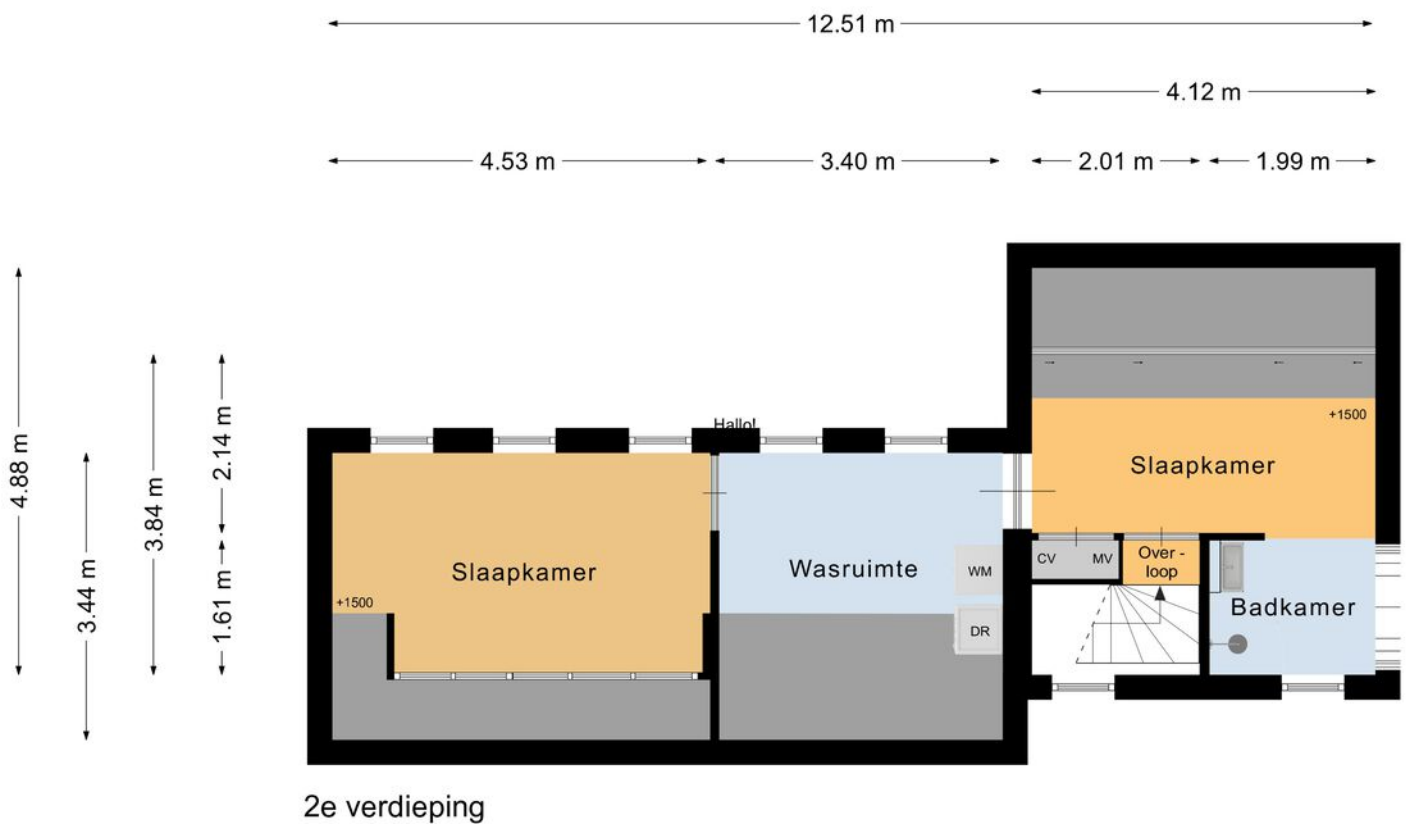 12.51 m
4.12 m
4.53 m
3.40 m
2.01 m
1.99 m
4.88 m
3.44 m
3.84 m
2.14 m
1.61 m
Hallo!
+1500
Slaapkamer
CV
MV
Over -
loop
Slaapkamer
Wasruimte
WM
+1500
Badkamer
DR
2e verdieping